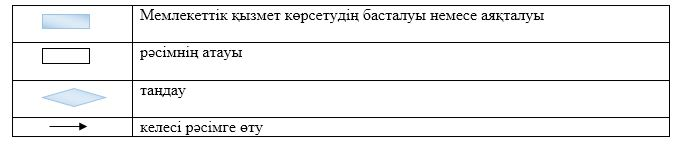 Мемлекеттік қызмет көрсетудің басталуы немесе аяқталуы
рәсімнің атауы
таңдау
келесі рәсімге өту